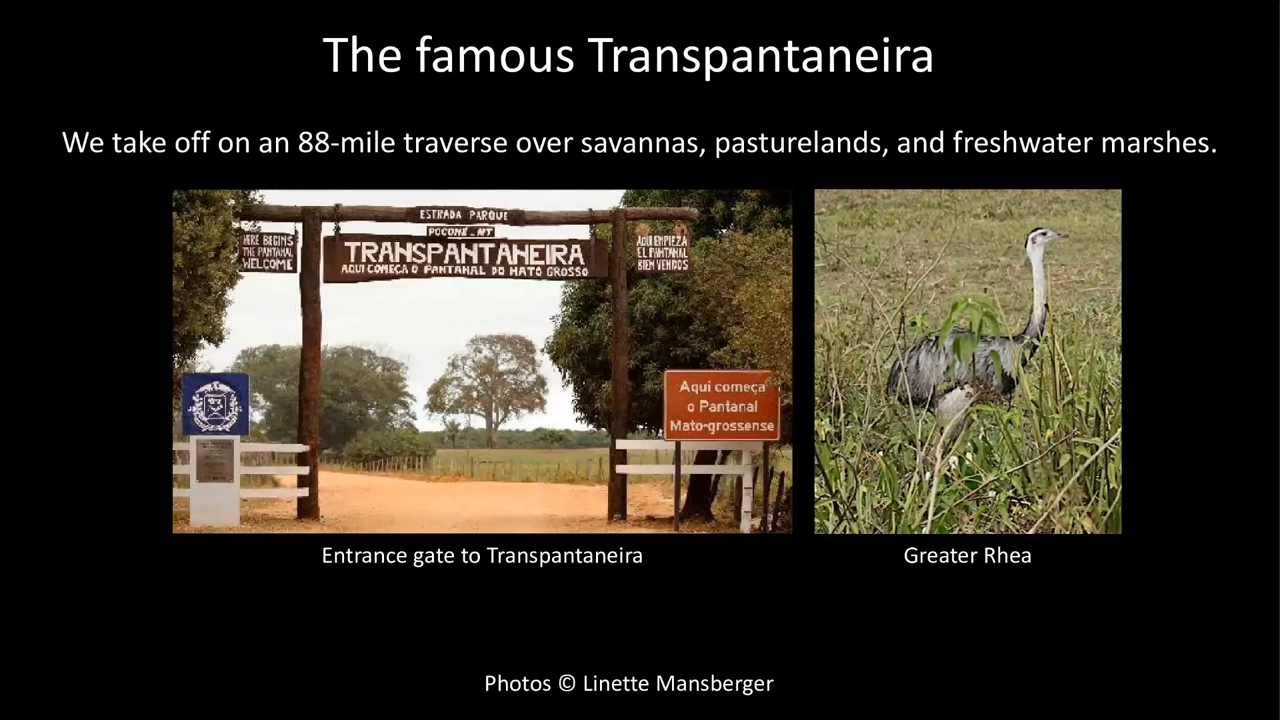 The famous Transpantaneira
We take off on an 88-mile traverse over savannas, pasturelands, and freshwater marshes.
ESTRADA PARQUE
POCONÉ - MT
HERE BEGINS
THE PANTANAL
WELCOME
TRANSPANTANEIRA
AQUI COMEÇA O PANTANAL DO MATO GROSSO
AQUI EMPIEZA
EL PANTANAL
BIEN VENIDOS
Aqui começa
o Pantanal
Mato-grossense
Entrance gate to Transpantaneira
Greater Rhea
Photos © Linette Mansberger